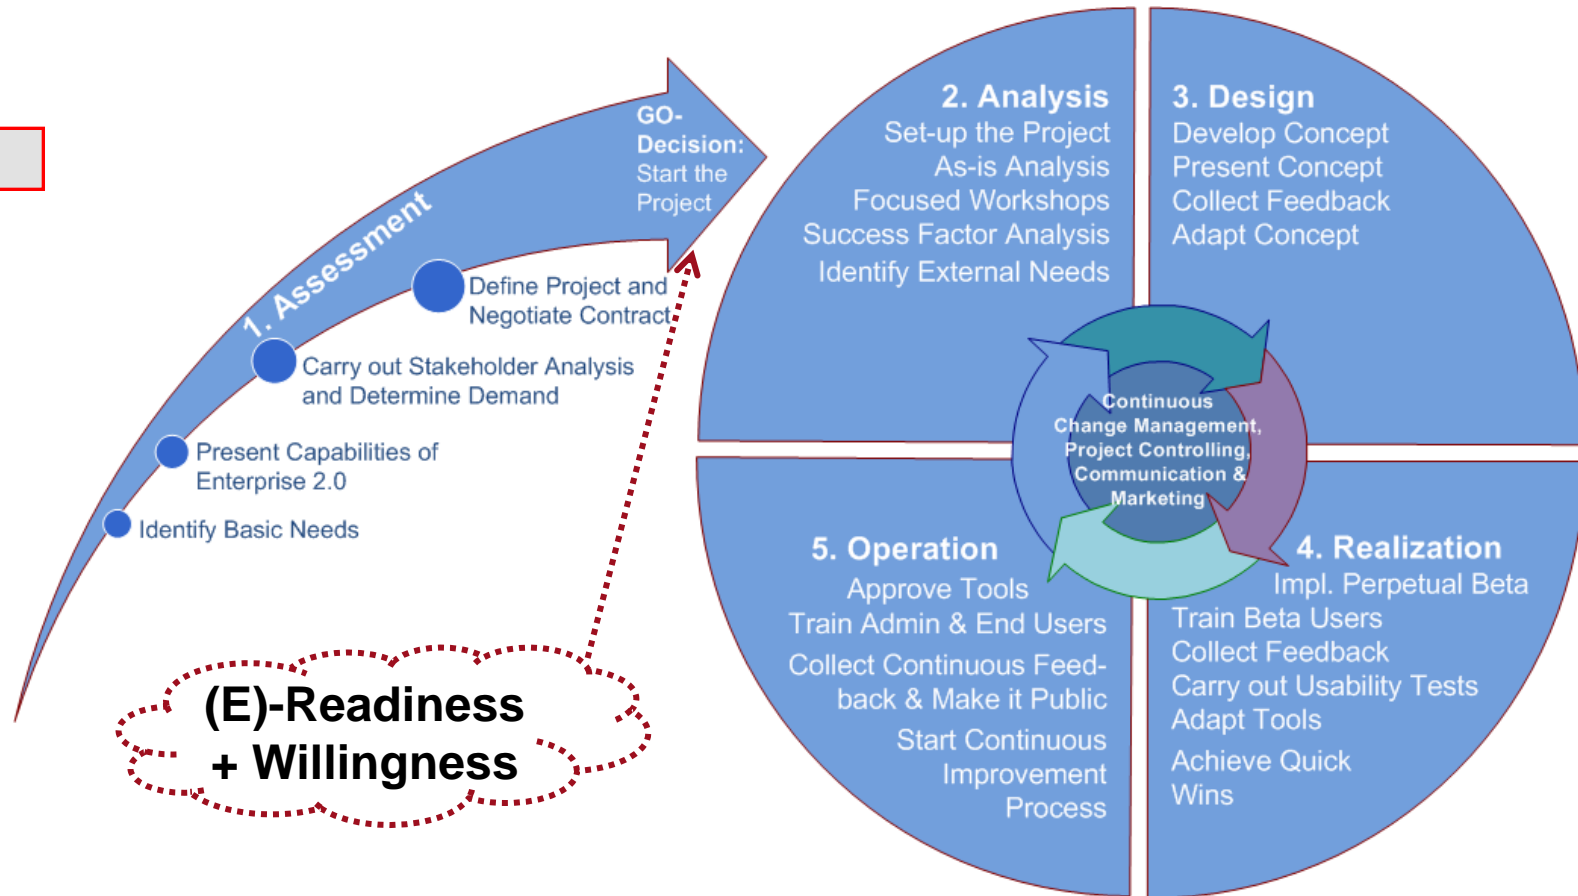 1. Assessment
GO-
Decision:
Start the
Project
Define Project and
Negotiate Contract
Carry out Stakeholder Analysis
and Determine Demand
Present Capabilities of
Enterprise 2.0
Identify Basic Needs
(E)-Readiness
+ Willingness
2. Analysis
Set-up the Project
As-is Analysis
Focused Workshops
Success Factor Analysis
Identify External Needs
3. Design
Develop Concept
Present Concept
Collect Feedback
Adapt Concept
Continuous
Change Management,
Project Controlling,
Communication &
Marketing
4. Realization
Impl. Perpetual Beta
Train Beta Users
Collect Feedback
Carry out Usability Tests
Adapt Tools
Achieve Quick
Wins
5. Operation
Approve Tools
Train Admin & End Users
Collect Continuous Feed-
back & Make it Public
Start Continuous
Improvement
Process